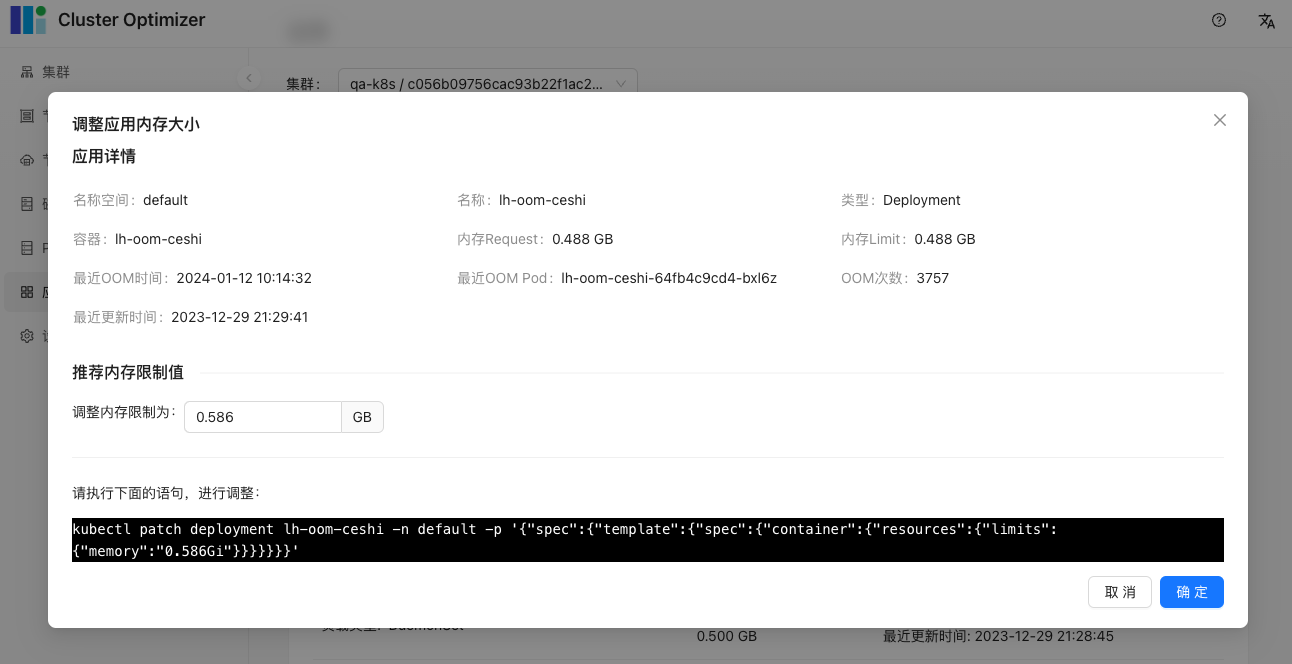 Cluster Optimizer
集群
集群：
qa-k8s / c056b09756cac93b22f1ac2...
调整应用内存大小
应用详情
名称空间： default
名称： lh-oom-ceshi
类型： Deployment
容器： lh-oom-ceshi
内存Request： 0.488 GB
内存Limit： 0.488 GB
最近OOM时间： 2024-01-12 10:14:32
最近OOM Pod： lh-oom-ceshi-64fb4c9cd4-bxl6z
OOM次数： 3757
最近更新时间： 2023-12-29 21:29:41
推荐内存限制值
调整内存限制为： 0.586 GB
请执行下面的语句，进行调整：
kubectl patch deployment lh-oom-ceshi -n default -p '{"spec":{"template":{"spec":{"container":{"resources":{"limits":
{"memory":"0.586Gi"}}}}}}}'
取 消
确 定
0.500 GB
最近更新时间: 2023-12-29 21:28:45